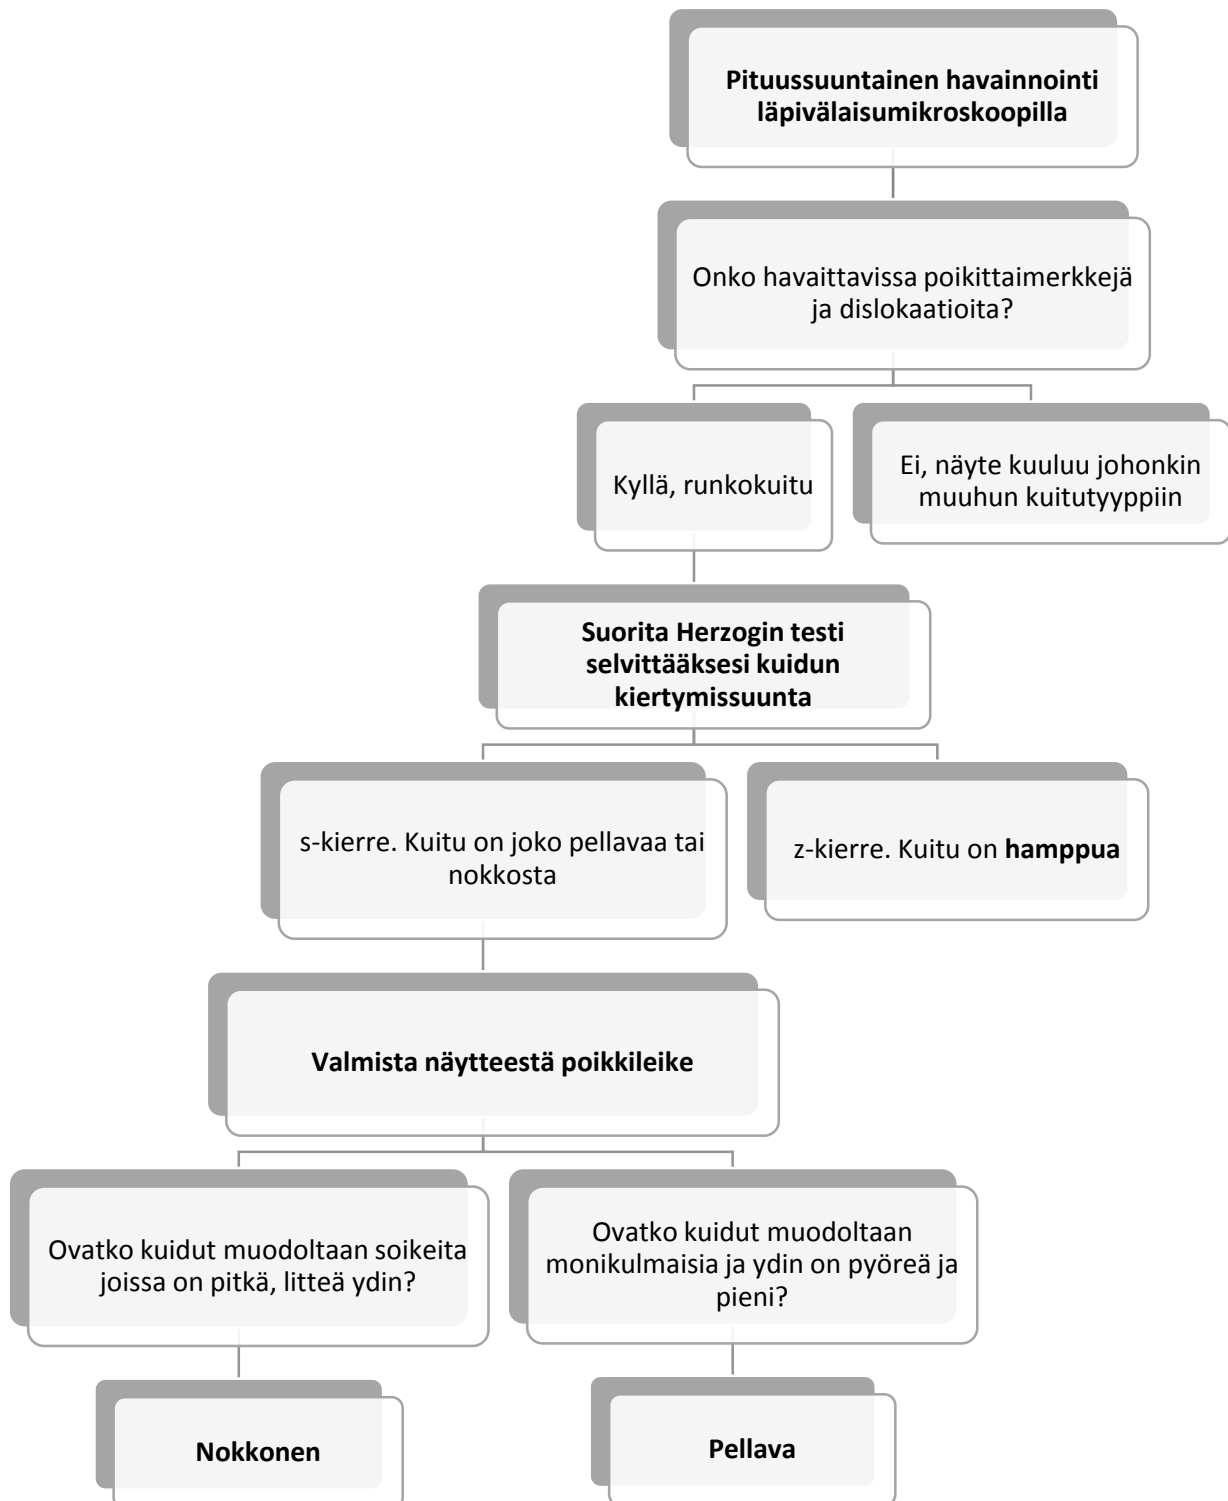 Pituussuuntainen havainnointi
läpivälaisumikroskoopilla
Onko havaittavissa poikittaimerkkejä
ja dislokaatioita?
Kyllä, runkokuitu
Ei, näyte kuuluu johonkin
muuhun kuitutyyppiin
Suorita Herzogin testi
selvittääksesi kuidun
kiertymissuunta
s-kierre. Kuitu on joko pellavaa tai
nokkosta
z-kierre. Kuitu on hamppua
Valmista näytteestä poikkileike
Ovatko kuidut muodoltaan soikeita
joissa on pitkä, litteä ydin?
Ovatko kuidut muodoltaan
monikulmaisia ja ydin on pyöreä ja
pieni?
Nokkonen
Pellava